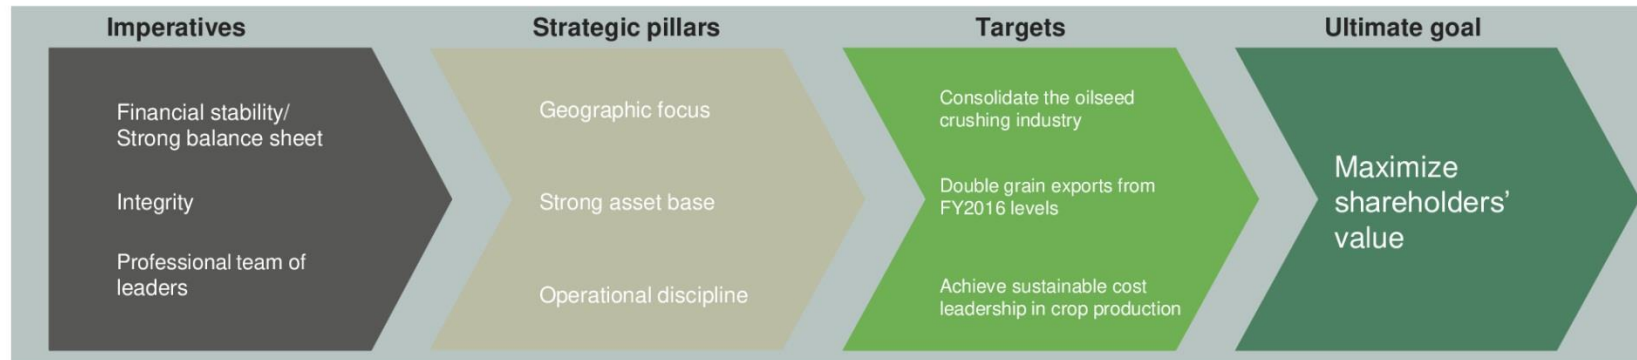 Imperatives
Financial stability/
Strong balance sheet
Integrity
Professional team of
leaders
Strategic pillars
Geographic focus
Strong asset base
Operational discipline
Targets
Consolidate the oilseed
crushing industry
Double grain exports from
FY2016 levels
Achieve sustainable cost
leadership in crop production
Ultimate goal
Maximize
shareholders’
value